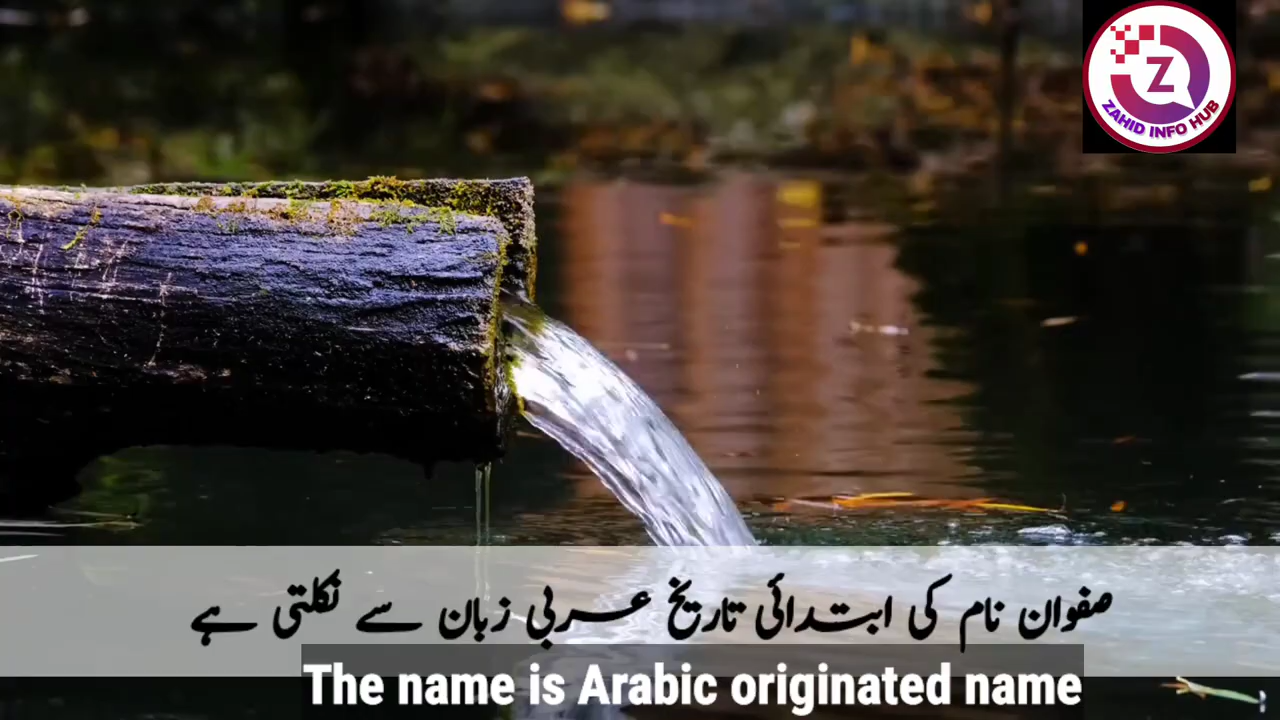 Z
ZAHID INFO HUB
صفوان نام کی ابتدائی تاریخ عربی زبان سے نکلتی ہے
The name is Arabic originated name